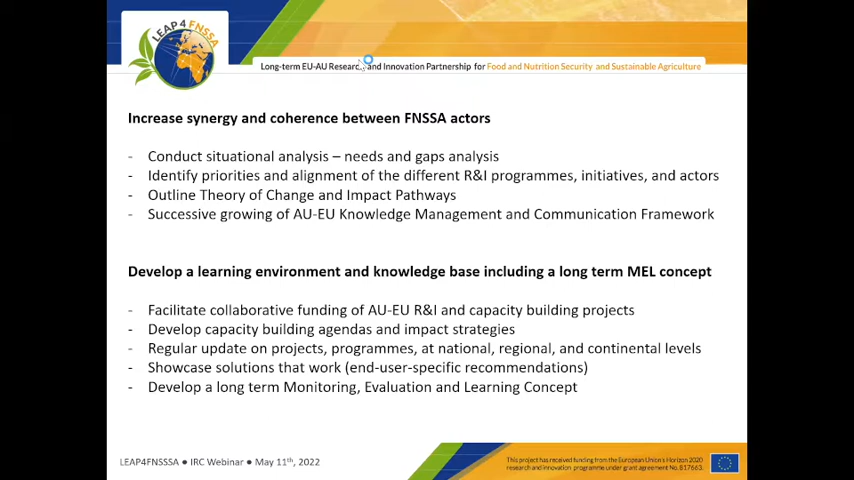 LEAP 4 FNSSA
Long-term EU-AU Research and Innovation Partnership for Food and Nutrition Security and Sustainable Agriculture
Increase synergy and coherence between FNSSA actors
- Conduct situational analysis – needs and gaps analysis
- Identify priorities and alignment of the different R&I programmes, initiatives, and actors
- Outline Theory of Change and Impact Pathways
- Successive growing of AU-EU Knowledge Management and Communication Framework
Develop a learning environment and knowledge base including a long term MEL concept
- Facilitate collaborative funding of AU-EU R&I and capacity building projects
- Develop capacity building agendas and impact strategies
- Regular update on projects, programmes, at national, regional, and continental levels
- Showcase solutions that work (end-user-specific recommendations)
- Develop a long term Monitoring, Evaluation and Learning Concept
LEAP4FNSSSA ● IRC Webinar ● May 11th, 2022
This project has received funding from the European Union's Horizon 2020
research and innovation programme under grant agreement No. 817663.